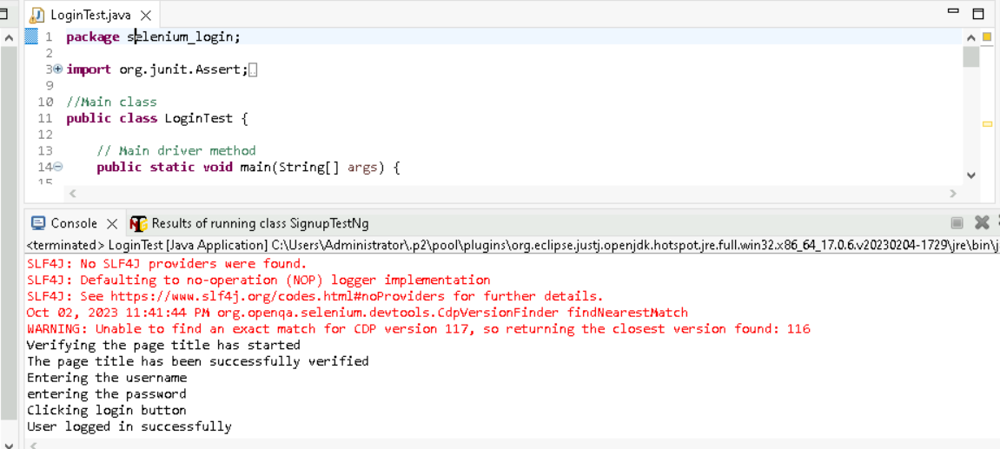 LoginTest.java
1 package selenium_login;
2
3 import org.junit.Assert;
9
10 //Main class
11 public class LoginTest {
12
13 // Main driver method
14 public static void main(String[] args) {
15
Console Results of running class SignupTestNg
<terminated> LoginTest [Java Application] C:\Users\Administrator\.p2\pool\plugins\org.eclipse.justj.openjdk.hotspot.jre.full.win32.x86_64_17.0.6.v20230204-1729\jre\bin\j
SLF4J: No SLF4J providers were found.
SLF4J: Defaulting to no-operation (NOP) logger implementation
SLF4J: See https://www.slf4j.org/codes.html#noProviders for further details.
Oct 02, 2023 11:41:44 PM org.openqa.selenium.devtools.CdpVersionFinder findNearestMatch
WARNING: Unable to find an exact match for CDP version 117, so returning the closest version found: 116
Verifying the page title has started
The page title has been successfully verified
Entering the username
entering the password
Clicking login button
User logged in successfully